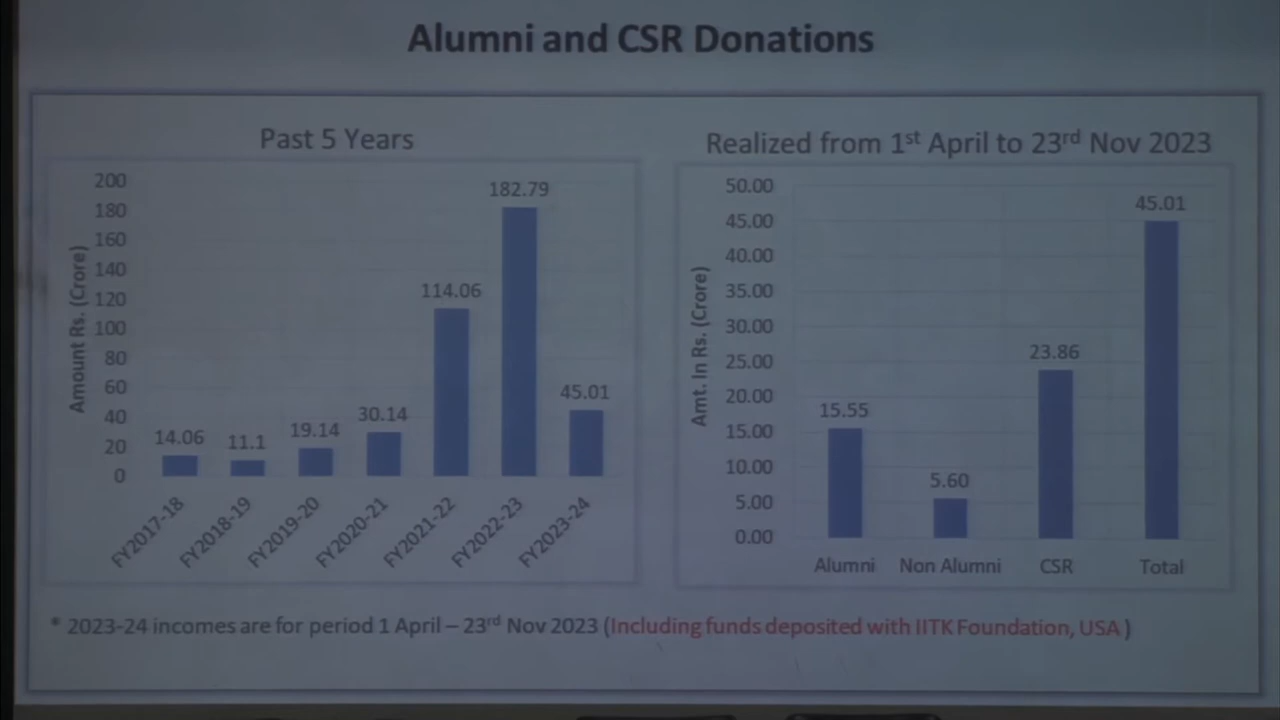 Alumni and CSR Donations
Past 5 Years
Amount Rs. (Crore)
200
180
160
140
120
100
80
60
40
20
0
14.06
11.1
19.14
30.14
114.06
182.79
45.01
FY2017-18
FY2018-19
FY2019-20
FY2020-21
FY2021-22
FY2022-23
FY2023-24
Realized from 1st April to 23rd Nov 2023
Amt. In Rs. (Crore)
50.00
45.00
40.00
35.00
30.00
25.00
20.00
15.00
10.00
5.00
0.00
15.55
5.60
23.86
45.01
Alumni
Non Alumni
CSR
Total
* 2023-24 incomes are for period 1 April – 23rd Nov 2023 (Including funds deposited with IITK Foundation, USA )